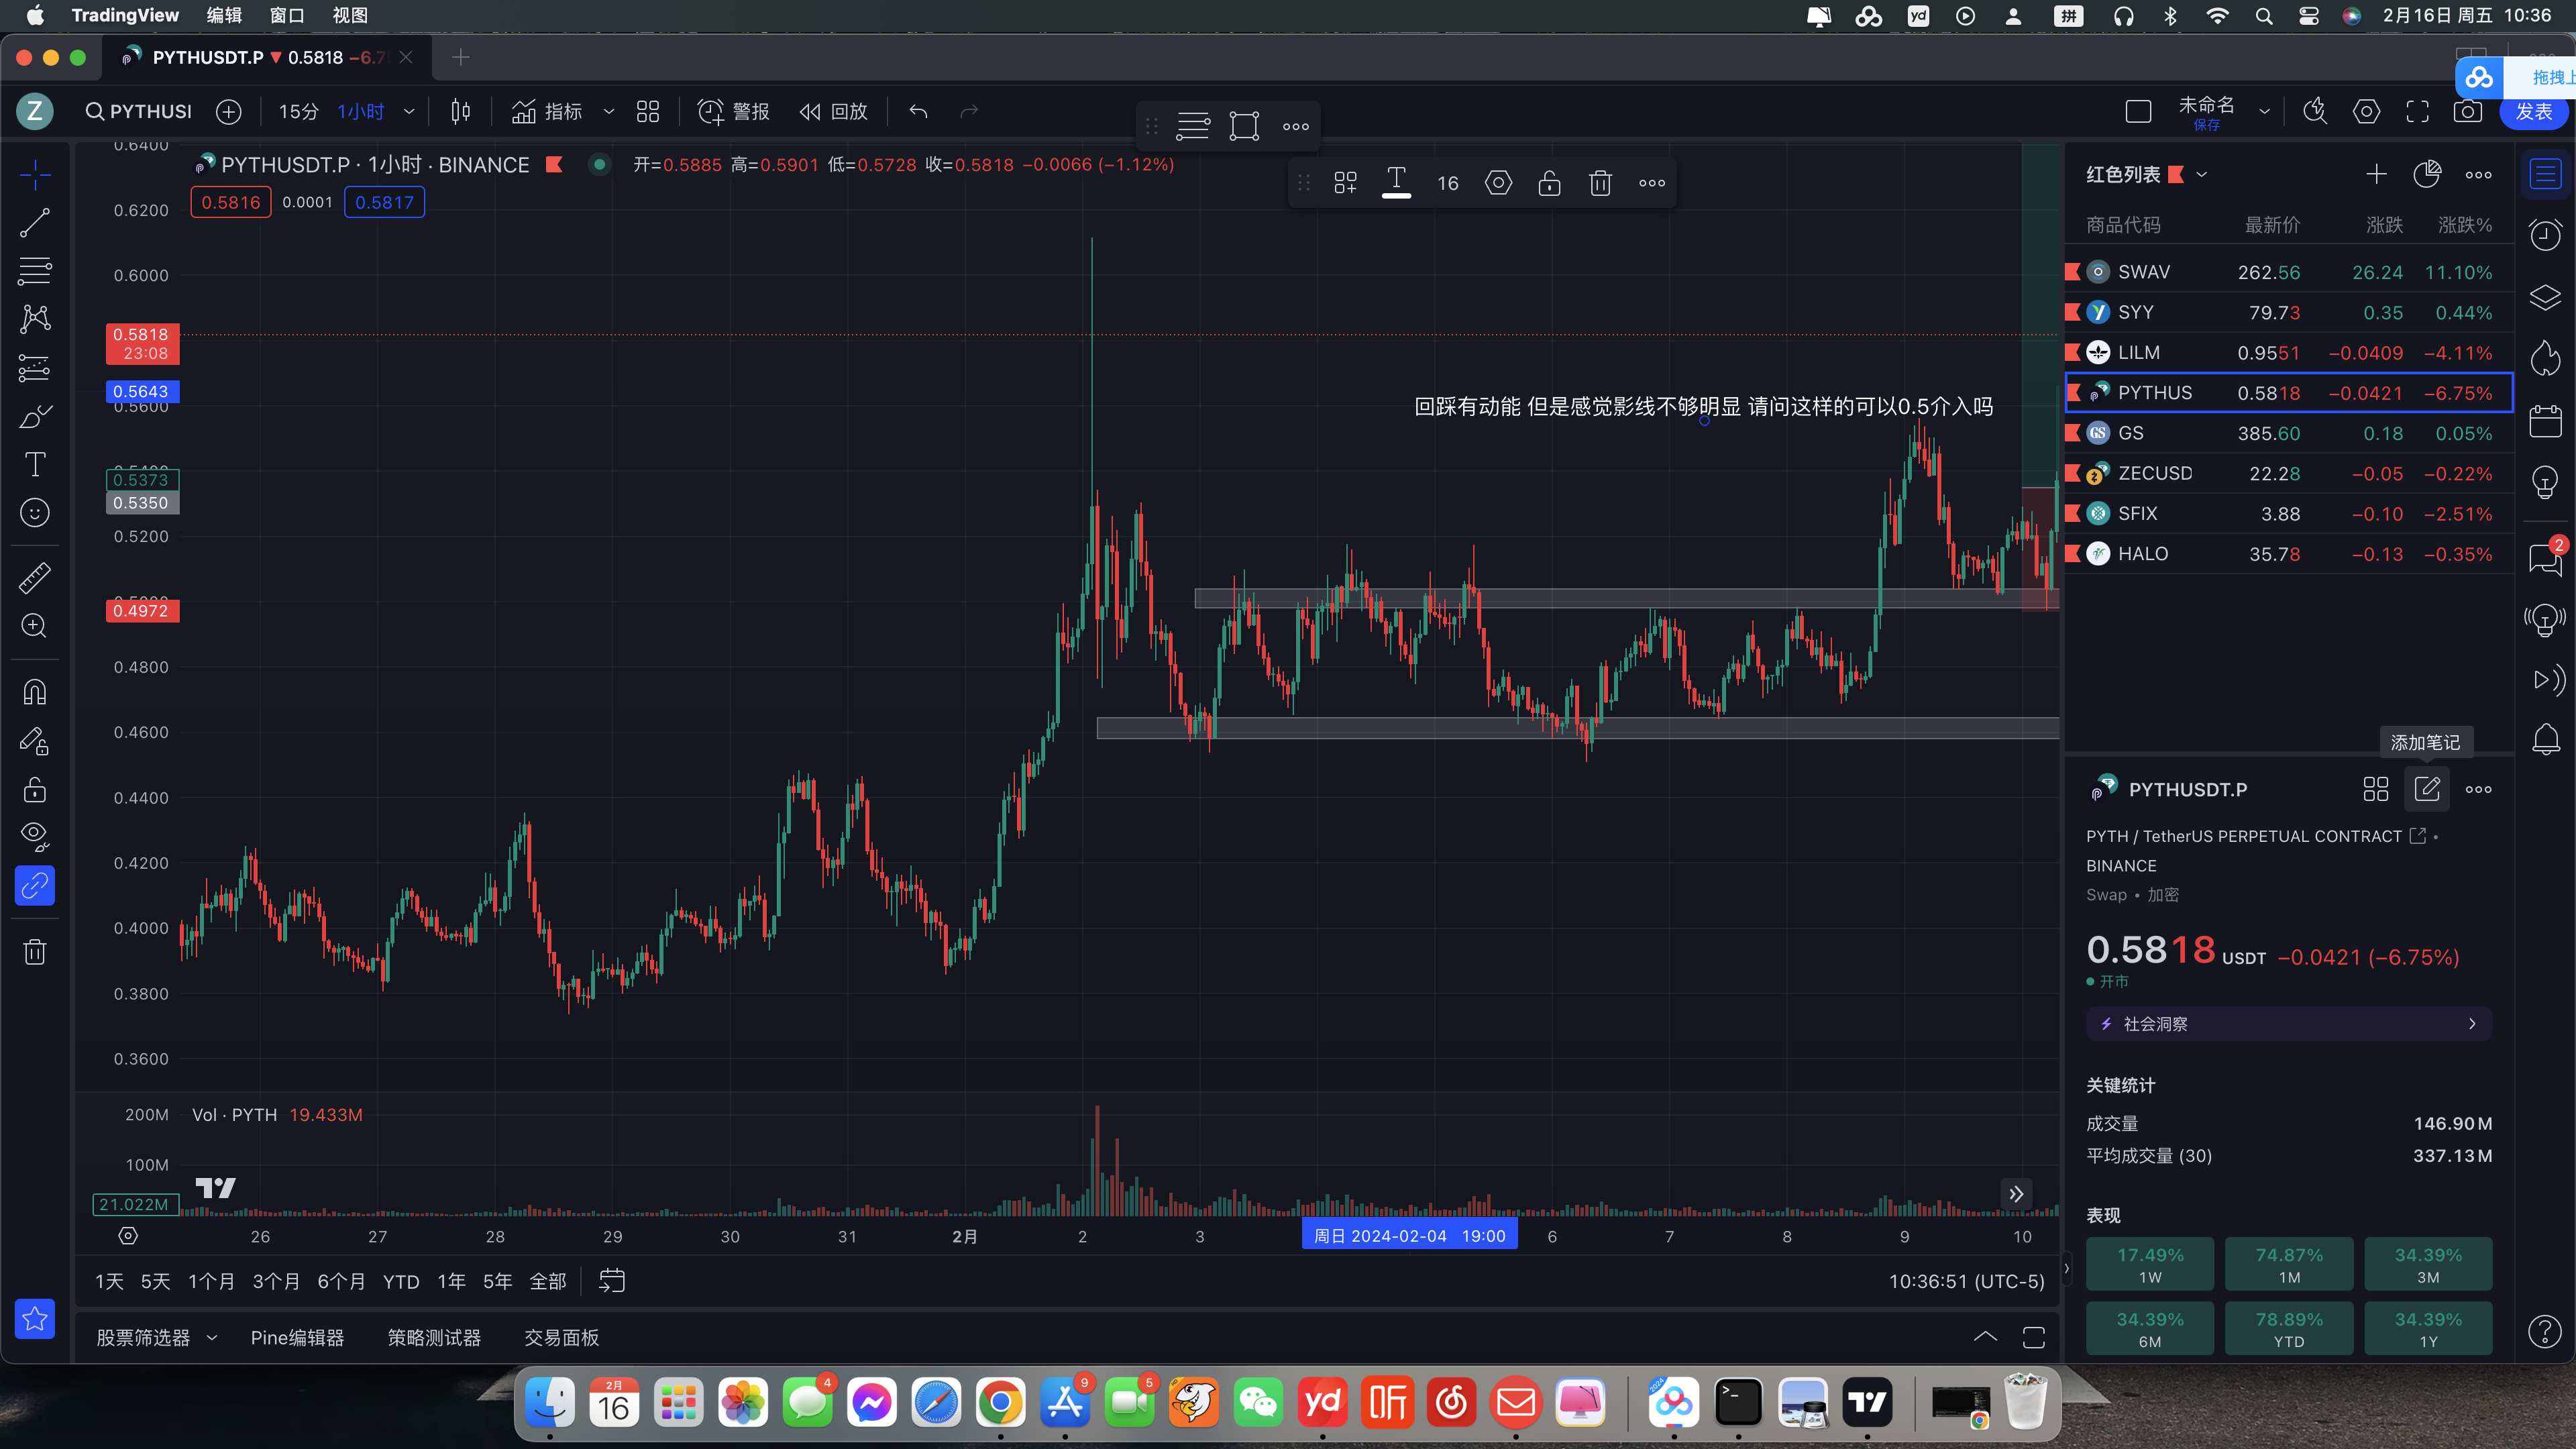 TradingView 编辑 窗口 视图 yd 拼 2月16日 周五 10:36
PYTHUSDT.P ▼ 0.5818 −6.7
拖拽上
Z PYTHUSI 15分 1小时 指标 警报 回放 未命名 保存 发表
PYTHUSDT.P · 1小时 · BINANCE 开=0.5885 高=0.5901 低=0.5728 收=0.5818 −0.0066 (−1.12%)
0.5816 0.0001 0.5817
16
0.6400
0.6200
0.6000
0.5818
23:08
0.5643
0.5600
0.5400
0.5373
0.5350
0.5200
0.4972
0.4800
0.4600
0.4400
0.4200
0.4000
0.3800
0.3600
回踩有动能 但是感觉影线不够明显 请问这样的可以0.5介入吗
200M Vol · PYTH 19.433M
100M
21.022M
26 27 28 29 30 31 2月 2 3 周日 2024-02-04 19:00 6 7 8 9 10
1天 5天 1个月 3个月 6个月 YTD 1年 5年 全部 10:36:51 (UTC-5)
股票筛选器 Pine编辑器 策略测试器 交易面板
红色列表
商品代码 最新价 涨跌 涨跌%
SWAV 262.56 26.24 11.10%
SYY 79.73 0.35 0.44%
LILM 0.9551 −0.0409 −4.11%
PYTHUS 0.5818 −0.0421 −6.75%
GS 385.60 0.18 0.05%
ZECUSD 22.28 −0.05 −0.22%
SFIX 3.88 −0.10 −2.51%
HALO 35.78 −0.13 −0.35%
2
添加笔记
PYTHUSDT.P
PYTH / TetherUS PERPETUAL CONTRACT •
BINANCE
Swap • 加密
0.5818 USDT −0.0421 (−6.75%)
开市
社会洞察
关键统计
成交量 146.90M
平均成交量 (30) 337.13M
表现
17.49% 74.87% 34.39%
1W 1M 3M
34.39% 78.89% 34.39%
6M YTD 1Y
2月
16 4 9 5 yd
2024